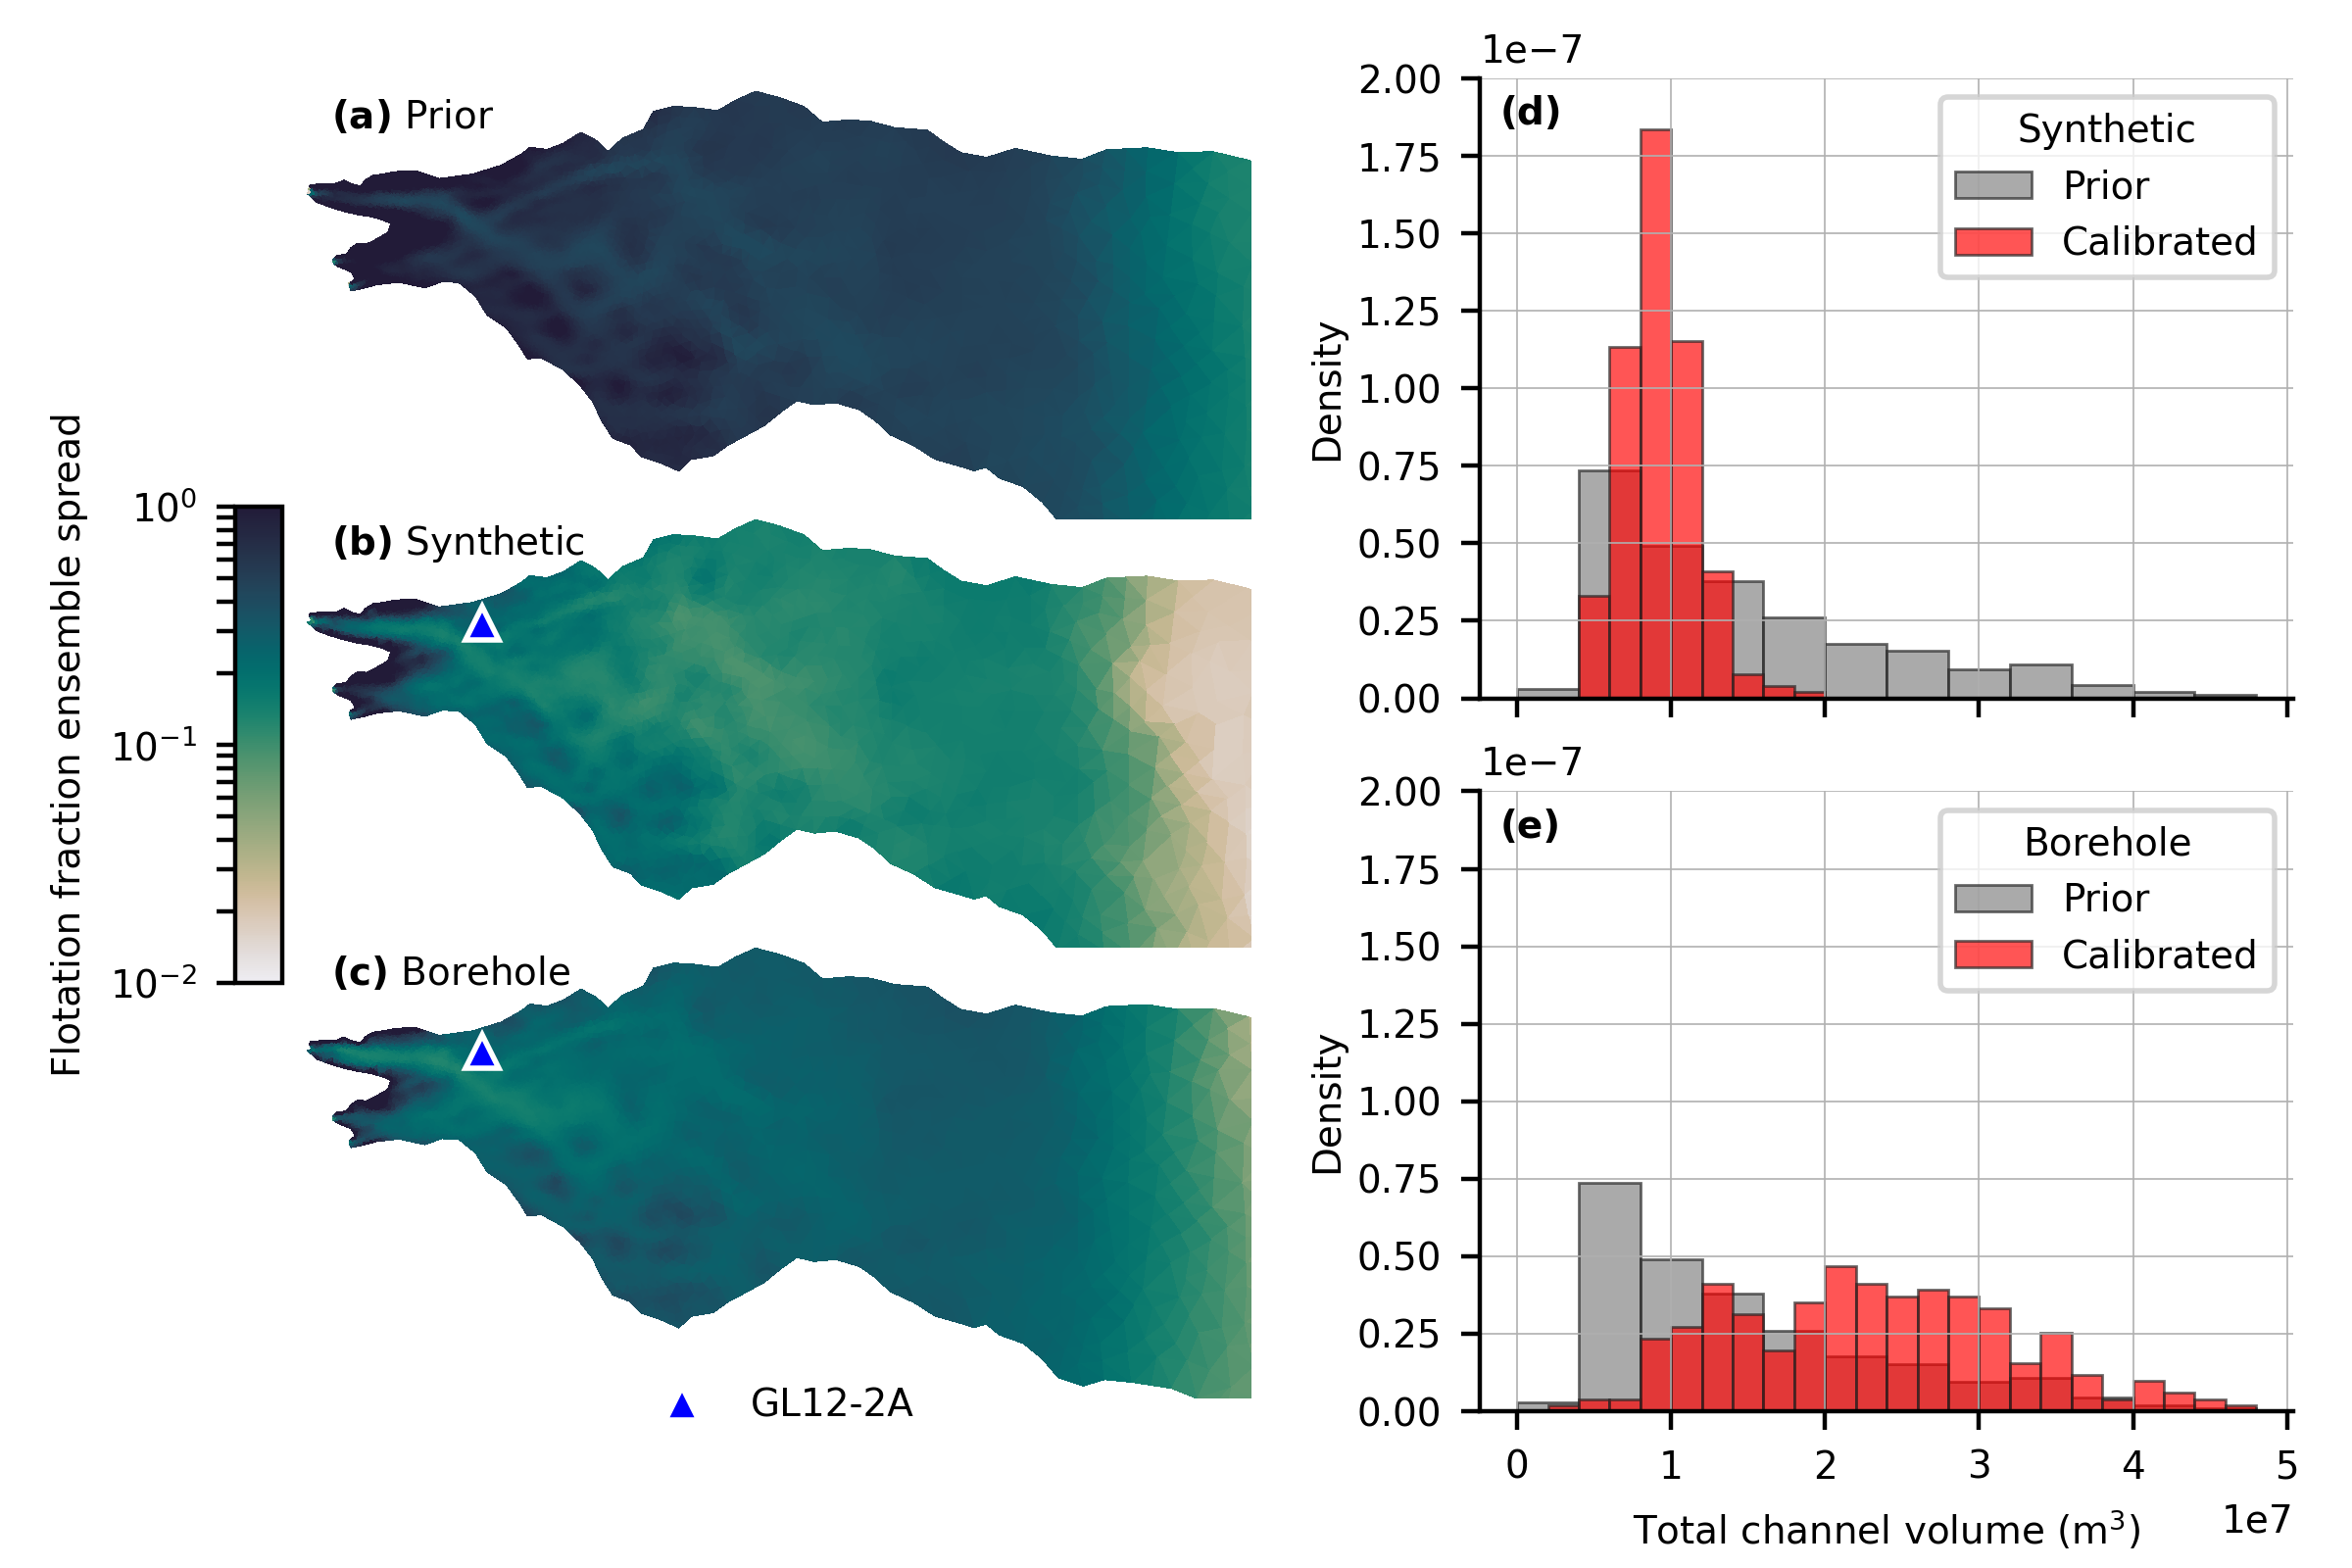 (a) Prior
(b) Synthetic
(c) Borehole
Flotation fraction ensemble spread
10⁰
10⁻¹
10⁻²
GL12-2A
1e−7
(d)
Synthetic
Prior
Calibrated
Density
2.00
1.75
1.50
1.25
1.00
0.75
0.50
0.25
0.00
1e−7
(e)
Borehole
Prior
Calibrated
Density
2.00
1.75
1.50
1.25
1.00
0.75
0.50
0.25
0.00
0 1 2 3 4 5
1e7
Total channel volume (m³)